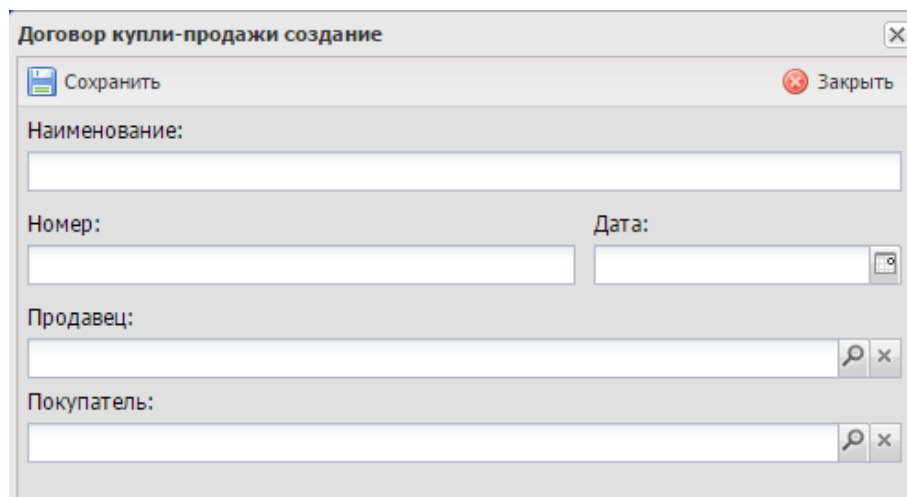 Договор купли-продажи создание
Сохранить Закрыть
Наименование:
Номер: Дата:
Продавец:
Покупатель: